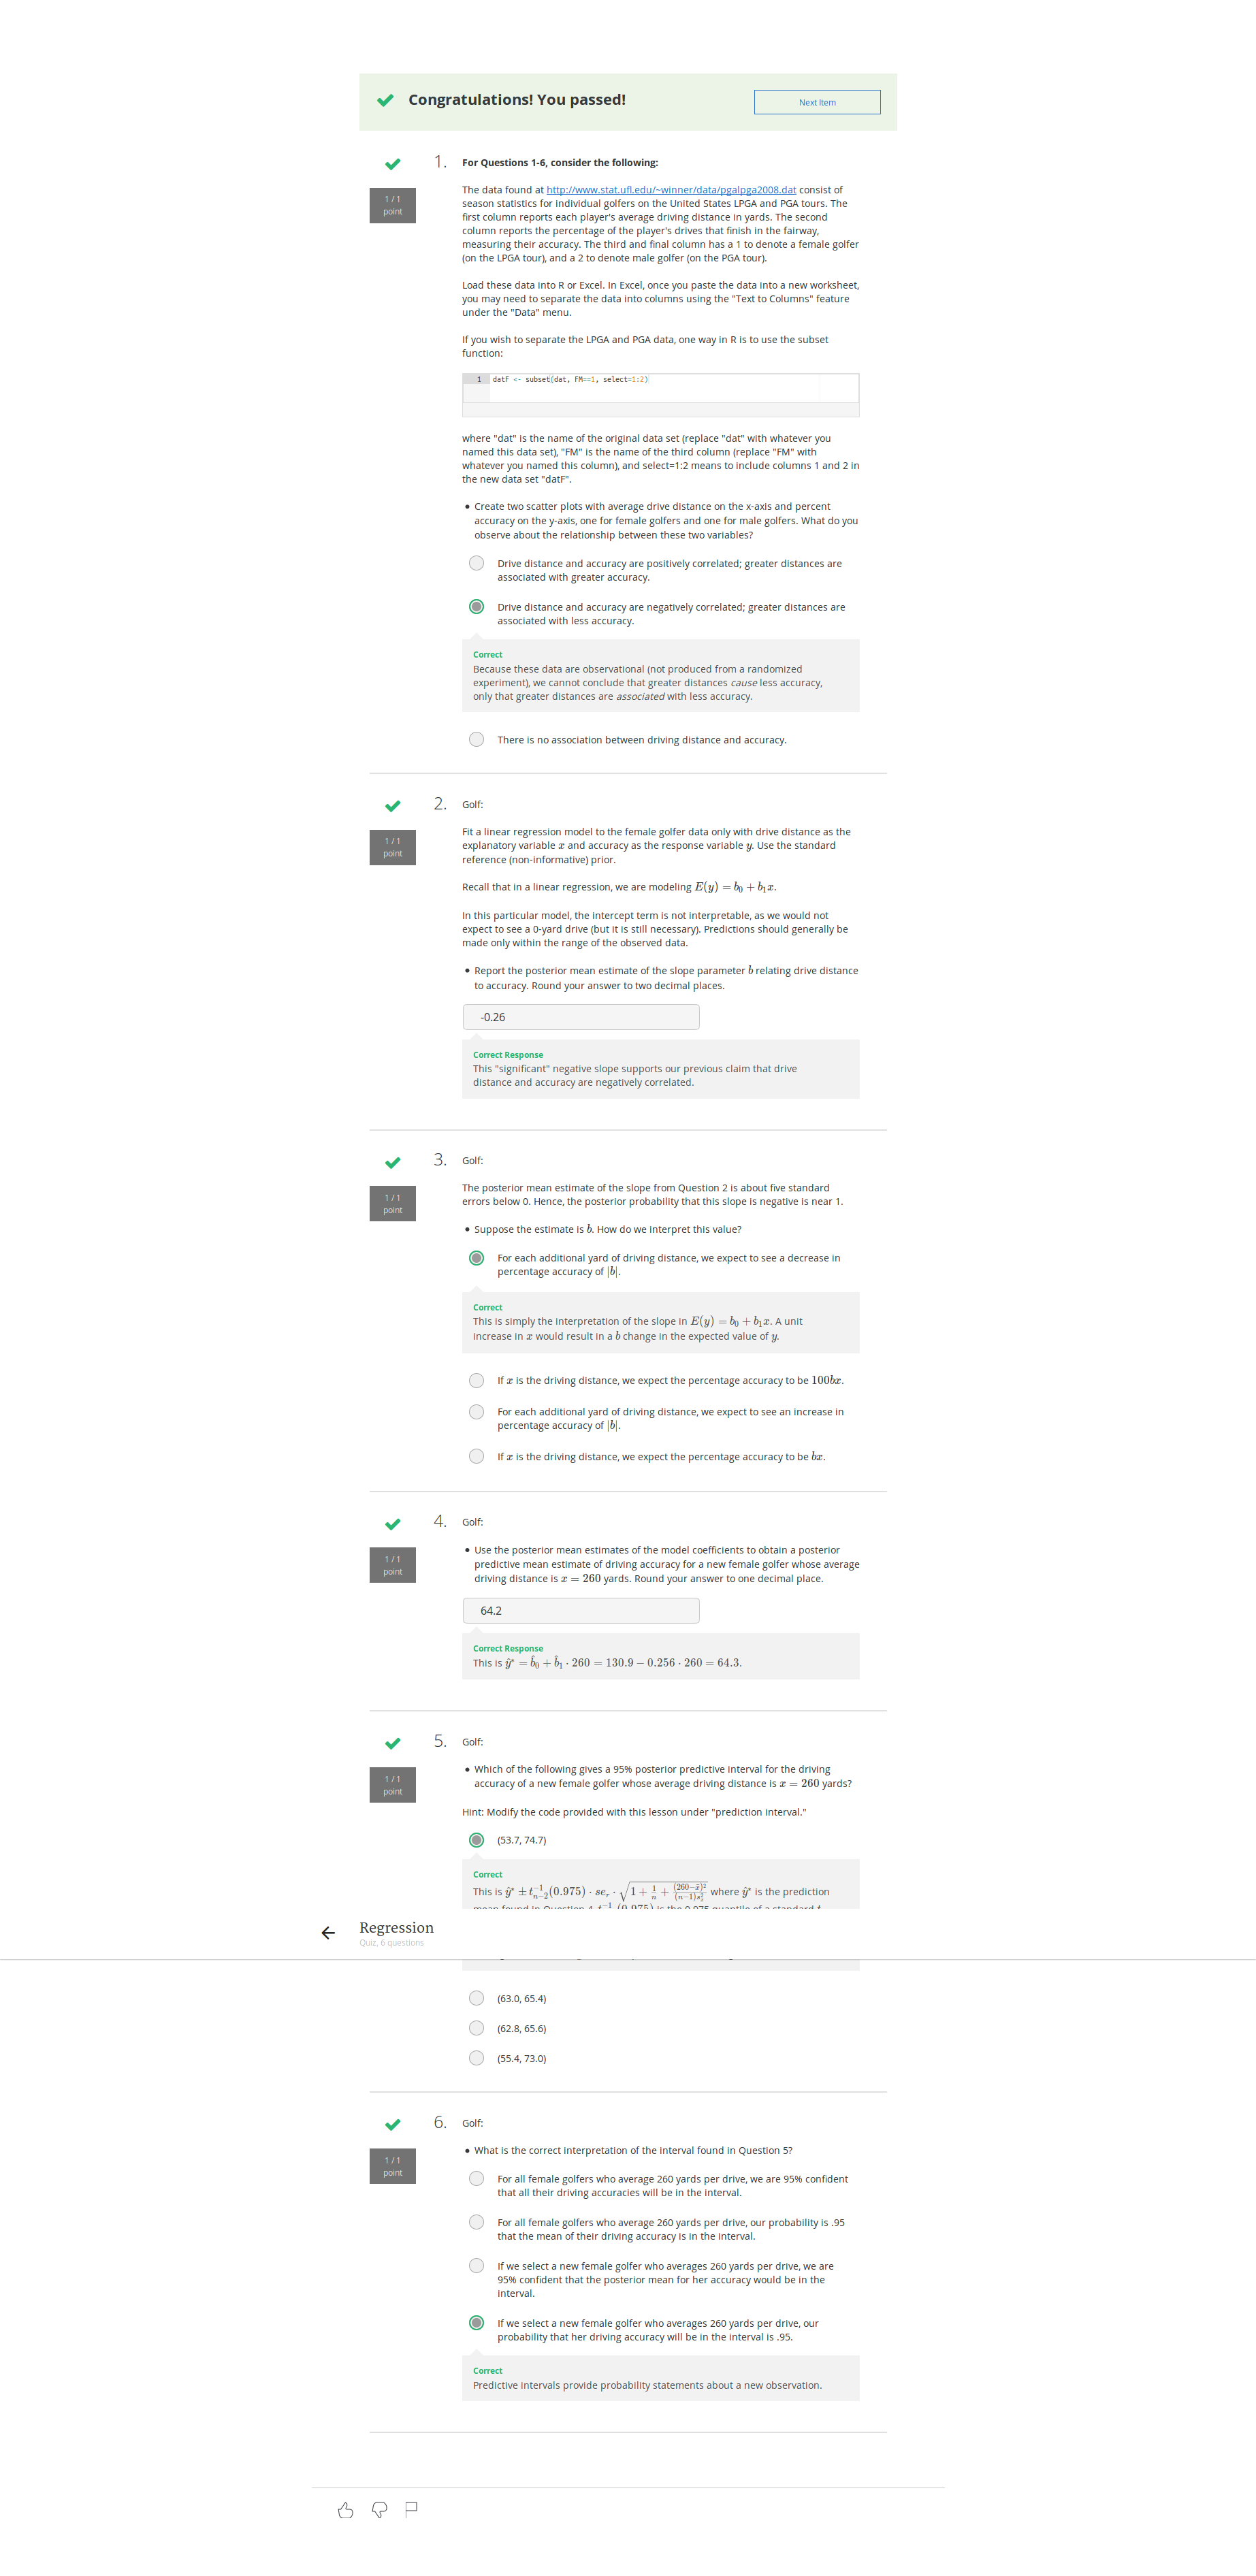 Congratulations! You passed!
Next Item
1 / 1
point
1.
For Questions 1-6, consider the following:
The data found at http://www.stat.ufl.edu/~winner/data/pgalpga2008.dat consist of
season statistics for individual golfers on the United States LPGA and PGA tours. The
first column reports each player's average driving distance in yards. The second
column reports the percentage of the player's drives that finish in the fairway,
measuring their accuracy. The third and final column has a 1 to denote a female golfer
(on the LPGA tour), and a 2 to denote male golfer (on the PGA tour).
Load these data into R or Excel. In Excel, once you paste the data into a new worksheet,
you may need to separate the data into columns using the "Text to Columns" feature
under the "Data" menu.
If you wish to separate the LPGA and PGA data, one way in R is to use the subset
function:
1 datF <- subset(dat, FM==1, select=1:2)
where "dat" is the name of the original data set (replace "dat" with whatever you
named this data set), "FM" is the name of the third column (replace "FM" with
whatever you named this column), and select=1:2 means to include columns 1 and 2 in
the new data set "datF".
• Create two scatter plots with average drive distance on the x-axis and percent
accuracy on the y-axis, one for female golfers and one for male golfers. What do you
observe about the relationship between these two variables?
Drive distance and accuracy are positively correlated; greater distances are
associated with greater accuracy.
Drive distance and accuracy are negatively correlated; greater distances are
associated with less accuracy.
Correct
Because these data are observational (not produced from a randomized
experiment), we cannot conclude that greater distances cause less accuracy,
only that greater distances are associated with less accuracy.
There is no association between driving distance and accuracy.
1 / 1
point
2.
Golf:
Fit a linear regression model to the female golfer data only with drive distance as the
explanatory variable x and accuracy as the response variable y. Use the standard
reference (non-informative) prior.
Recall that in a linear regression, we are modeling E(y) = b₀ + b₁x.
In this particular model, the intercept term is not interpretable, as we would not
expect to see a 0-yard drive (but it is still necessary). Predictions should generally be
made only within the range of the observed data.
• Report the posterior mean estimate of the slope parameter b relating drive distance
to accuracy. Round your answer to two decimal places.
-0.26
Correct Response
This "significant" negative slope supports our previous claim that drive
distance and accuracy are negatively correlated.
1 / 1
point
3.
Golf:
The posterior mean estimate of the slope from Question 2 is about five standard
errors below 0. Hence, the posterior probability that this slope is negative is near 1.
• Suppose the estimate is b. How do we interpret this value?
For each additional yard of driving distance, we expect to see a decrease in
percentage accuracy of |b|.
Correct
This is simply the interpretation of the slope in E(y) = b₀ + b₁x. A unit
increase in x would result in a b change in the expected value of y.
If x is the driving distance, we expect the percentage accuracy to be 100bx.
For each additional yard of driving distance, we expect to see an increase in
percentage accuracy of |b|.
If x is the driving distance, we expect the percentage accuracy to be bx.
1 / 1
point
4.
Golf:
• Use the posterior mean estimates of the model coefficients to obtain a posterior
predictive mean estimate of driving accuracy for a new female golfer whose average
driving distance is x = 260 yards. Round your answer to one decimal place.
64.2
Correct Response
This is ŷ* = b̂₀ + b̂₁ · 260 = 130.9 − 0.256 · 260 = 64.3.
1 / 1
point
5.
Golf:
• Which of the following gives a 95% posterior predictive interval for the driving
accuracy of a new female golfer whose average driving distance is x = 260 yards?
Hint: Modify the code provided with this lesson under "prediction interval."
(53.7, 74.7)
Correct
This is ŷ* ± t⁻¹ₙ₋₂(0.975) · seᵣ · √(1 + 1/n + (260−x̄)²/((n−1)s²ₓ)) where ŷ* is the prediction
Regression
Quiz, 6 questions
(63.0, 65.4)
(62.8, 65.6)
(55.4, 73.0)
1 / 1
point
6.
Golf:
• What is the correct interpretation of the interval found in Question 5?
For all female golfers who average 260 yards per drive, we are 95% confident
that all their driving accuracies will be in the interval.
For all female golfers who average 260 yards per drive, our probability is .95
that the mean of their driving accuracy is in the interval.
If we select a new female golfer who averages 260 yards per drive, we are
95% confident that the posterior mean for her accuracy would be in the
interval.
If we select a new female golfer who averages 260 yards per drive, our
probability that her driving accuracy will be in the interval is .95.
Correct
Predictive intervals provide probability statements about a new observation.